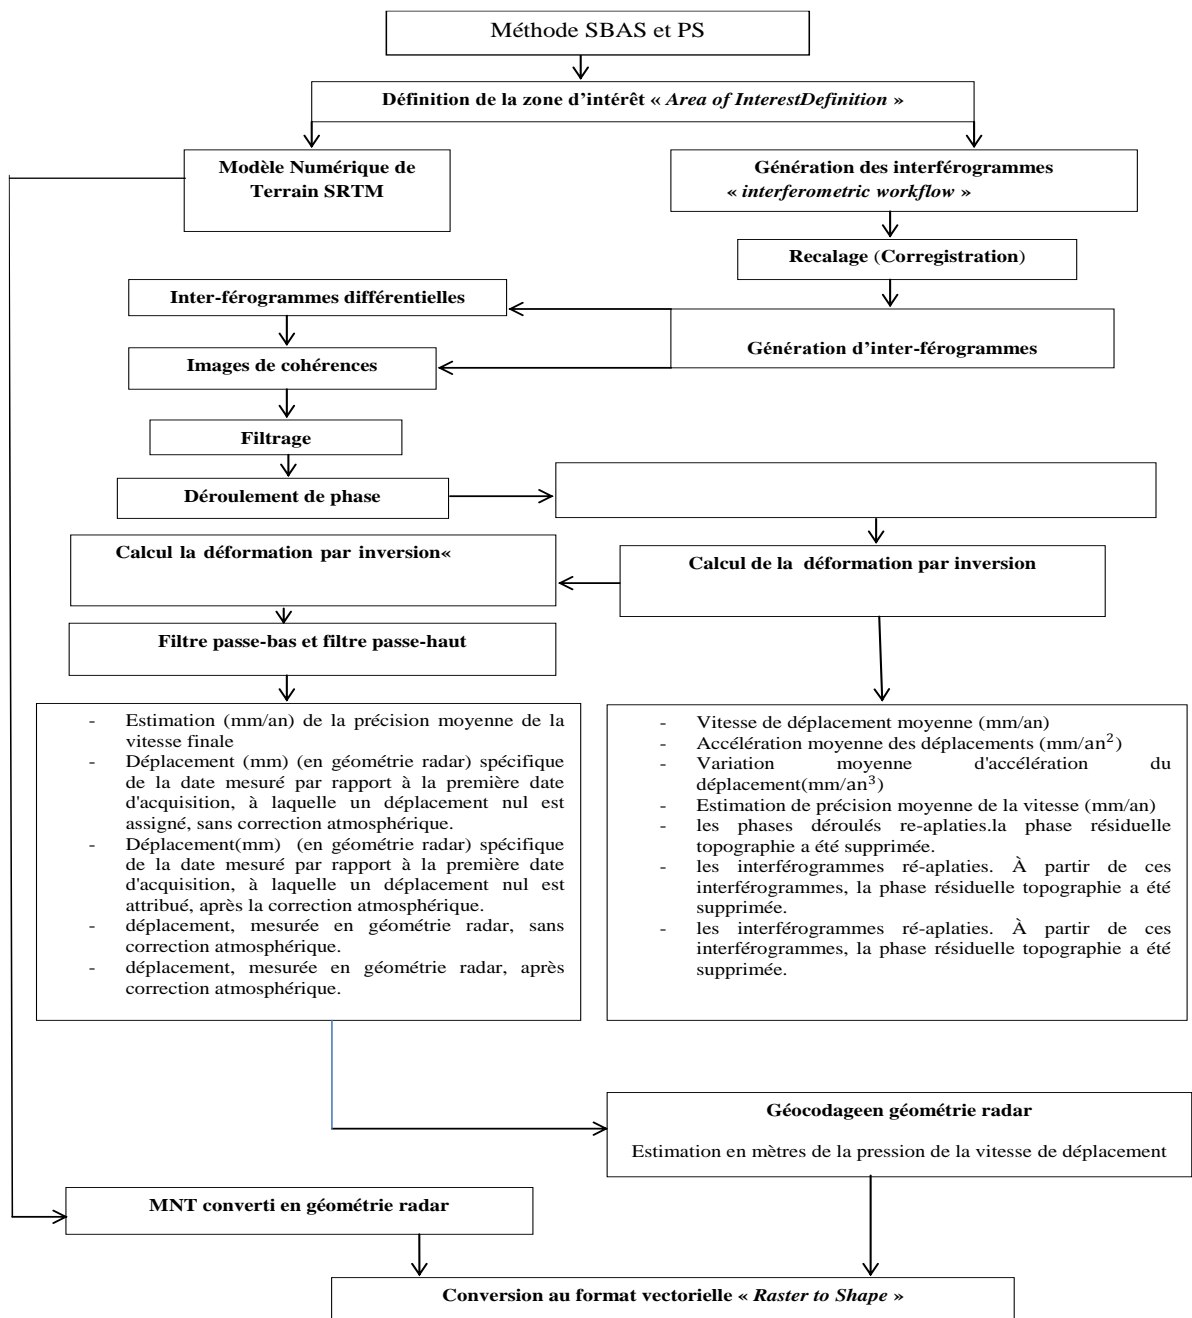 Méthode SBAS et PS
Définition de la zone d'intérêt « Area of InterestDefinition »
Modèle Numérique de
Terrain SRTM
Génération des interférogrammes
« interferometric workflow »
Recalage (Corregistration)
Inter-férogrammes différentielles
Génération d'inter-férogrammes
Images de cohérences
Filtrage
Déroulement de phase
Calcul la déformation par inversion«
Calcul de la déformation par inversion
Filtre passe-bas et filtre passe-haut
- Estimation (mm/an) de la précision moyenne de la
vitesse finale
- Déplacement (mm) (en géométrie radar) spécifique
de la date mesuré par rapport à la première date
d'acquisition, à laquelle un déplacement nul est
assigné, sans correction atmosphérique.
- Déplacement(mm) (en géométrie radar) spécifique
de la date mesuré par rapport à la première date
d'acquisition, à laquelle un déplacement nul est
attribué, après la correction atmosphérique.
- déplacement, mesurée en géométrie radar, sans
correction atmosphérique.
- déplacement, mesurée en géométrie radar, après
correction atmosphérique.
- Vitesse de déplacement moyenne (mm/an)
- Accélération moyenne des déplacements (mm/an²)
- Variation moyenne d'accélération du
déplacement(mm/an³)
- Estimation de précision moyenne de la vitesse (mm/an)
- les phases déroulés re-aplaties.la phase résiduelle
topographie a été supprimée.
- les interférogrammes ré-aplaties. À partir de ces
interférogrammes, la phase résiduelle topographie a été
supprimée.
- les interférogrammes ré-aplaties. À partir de ces
interférogrammes, la phase résiduelle topographie a été
supprimée.
Géocodageen géométrie radar
Estimation en mètres de la pression de la vitesse de déplacement
MNT converti en géométrie radar
Conversion au format vectorielle « Raster to Shape »